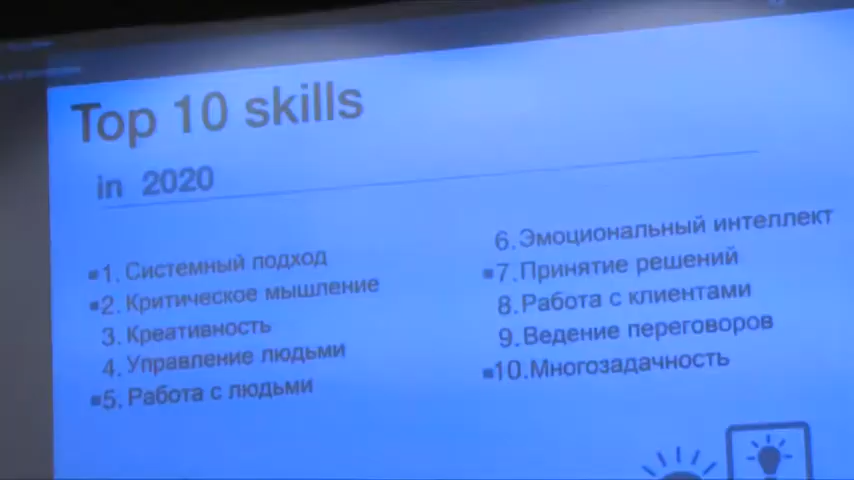 Top 10 skills
in 2020
1. Системный подход
2. Критическое мышление
3. Креативность
4. Управление людьми
5. Работа с людьми
6. Эмоциональный интеллект
7. Принятие решений
8. Работа с клиентами
9. Ведение переговоров
10. Многозадачность